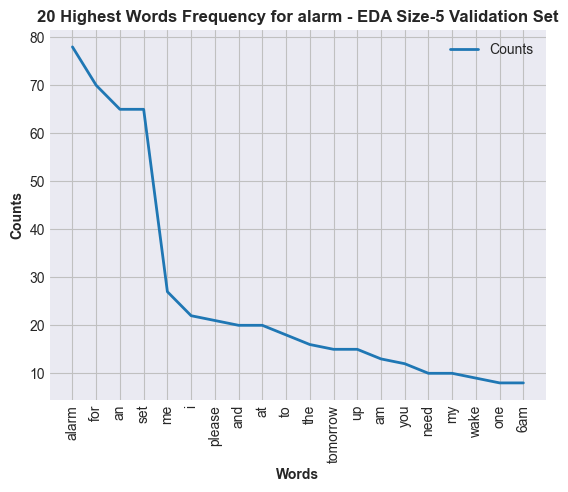 20 Highest Words Frequency for alarm - EDA Size-5 Validation Set
Counts
80
70
60
50
40
30
20
10
Counts
alarm
for
an
set
me
i
please
and
at
to
the
tomorrow
up
am
you
need
my
wake
one
6am
Words